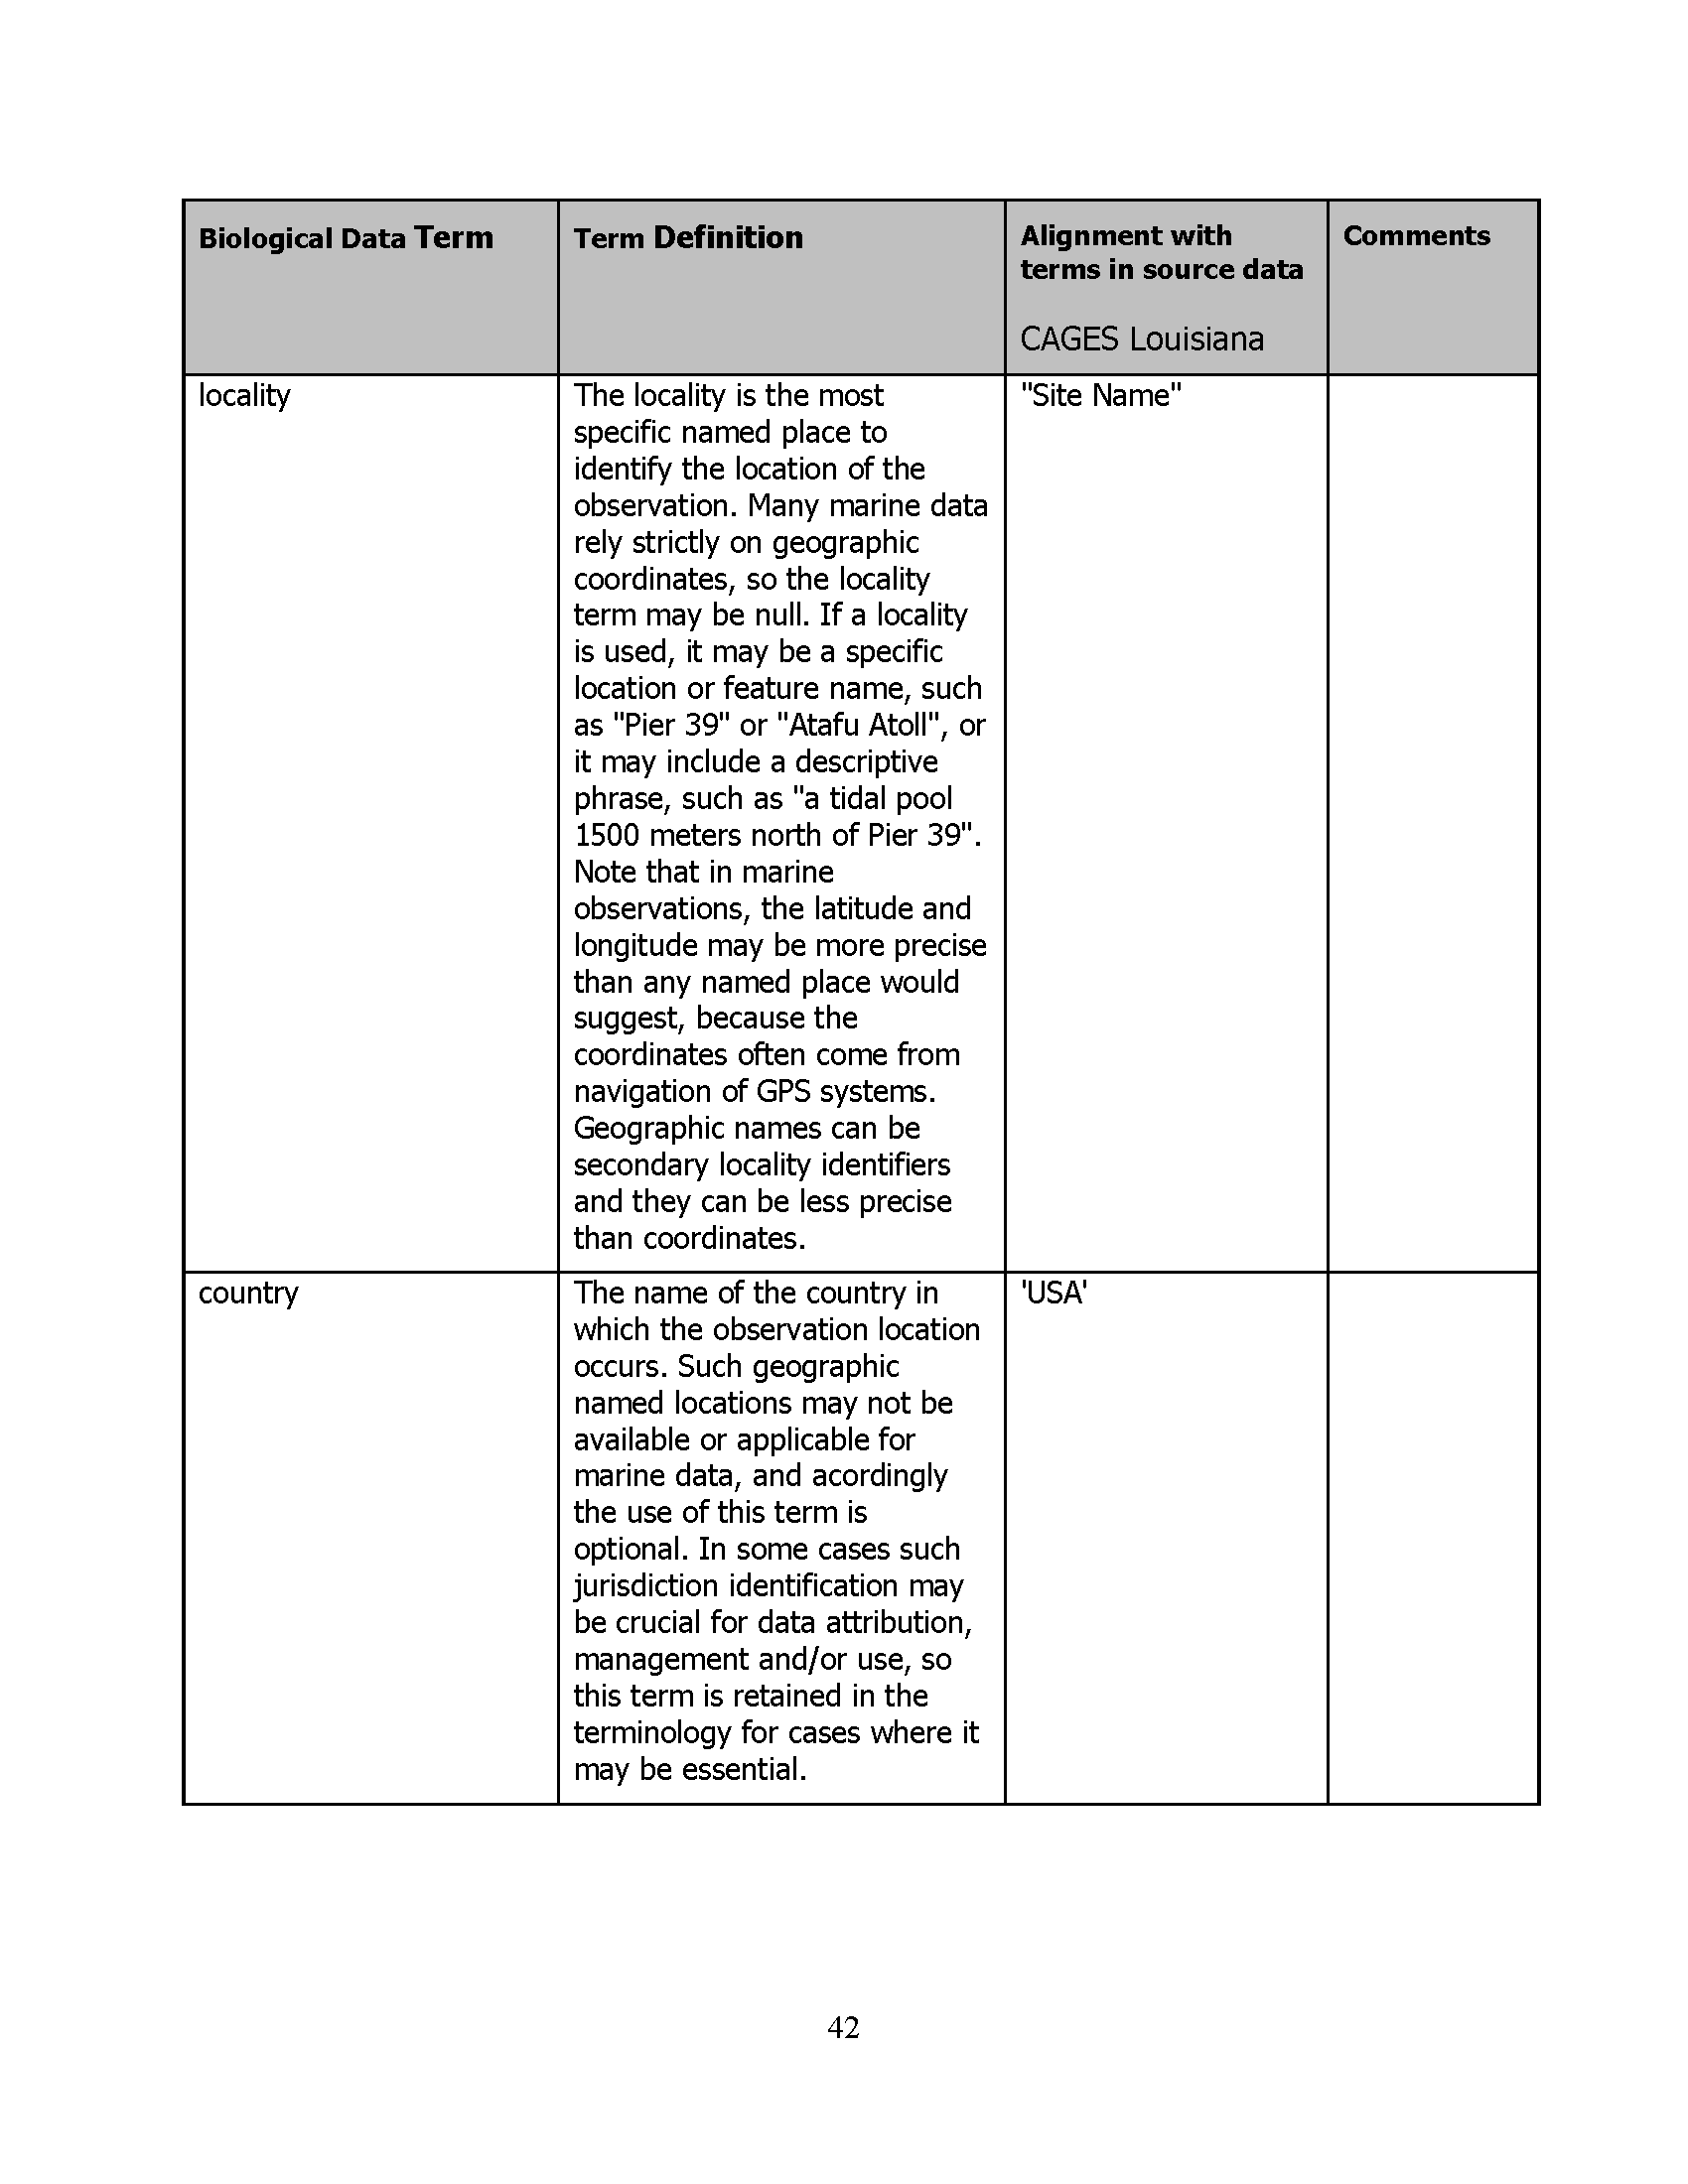 Biological Data Term
Term Definition
Alignment with
terms in source data
CAGES Louisiana
Comments
locality
The locality is the most
specific named place to
identify the location of the
observation. Many marine data
rely strictly on geographic
coordinates, so the locality
term may be null. If a locality
is used, it may be a specific
location or feature name, such
as "Pier 39" or "Atafu Atoll", or
it may include a descriptive
phrase, such as "a tidal pool
1500 meters north of Pier 39".
Note that in marine
observations, the latitude and
longitude may be more precise
than any named place would
suggest, because the
coordinates often come from
navigation of GPS systems.
Geographic names can be
secondary locality identifiers
and they can be less precise
than coordinates.
"Site Name"
country
The name of the country in
which the observation location
occurs. Such geographic
named locations may not be
available or applicable for
marine data, and acordingly
the use of this term is
optional. In some cases such
jurisdiction identification may
be crucial for data attribution,
management and/or use, so
this term is retained in the
terminology for cases where it
may be essential.
'USA'
42